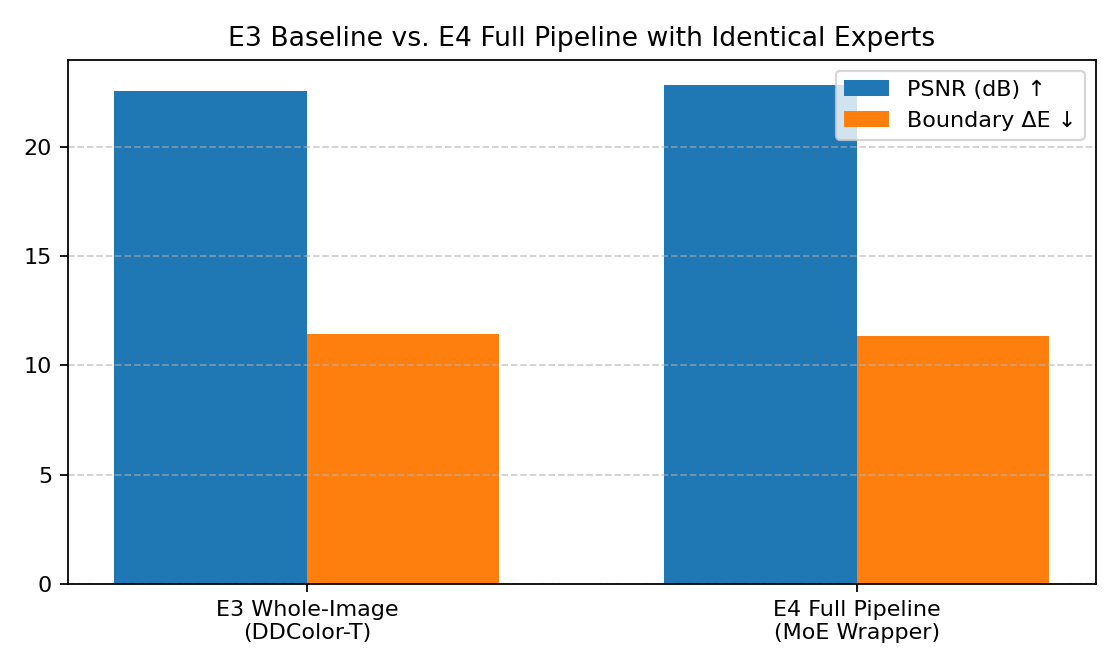 E3 Baseline vs. E4 Full Pipeline with Identical Experts
PSNR (dB) ↑
Boundary ΔE ↓
20
15
10
5
0
E3 Whole-Image
(DDColor-T)
E4 Full Pipeline
(MoE Wrapper)